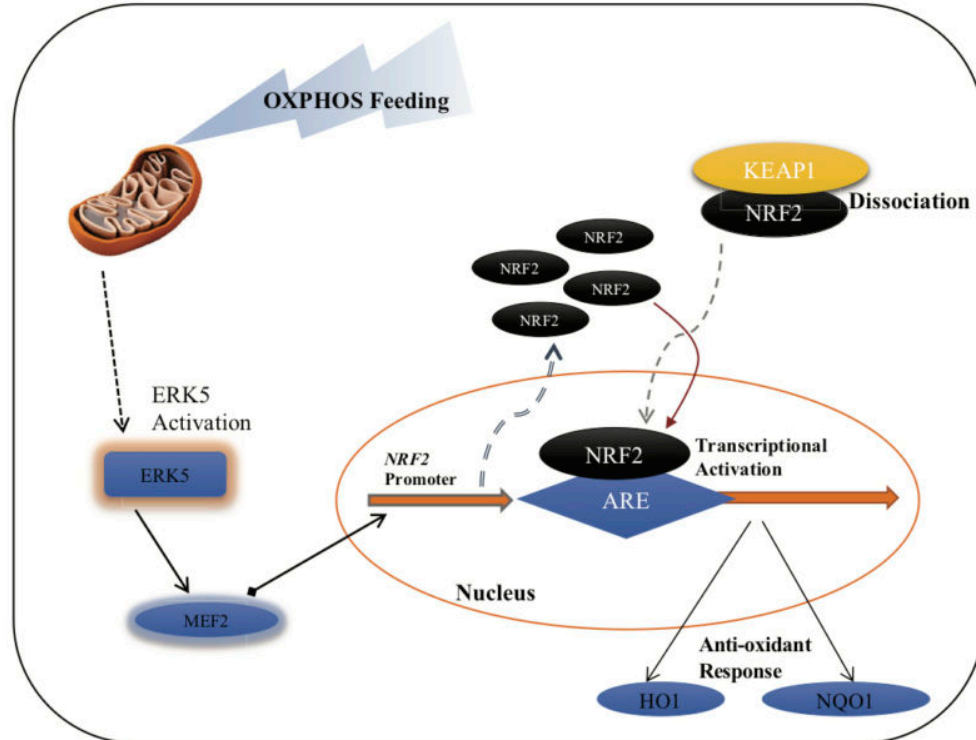 OXPHOS Feeding
KEAP1
NRF2
Dissociation
NRF2
NRF2
NRF2
NRF2
ERK5
Activation
ERK5
MEF2
NRF2
Promoter
NRF2
ARE
Transcriptional
Activation
Nucleus
Anti-oxidant
Response
HO1
NQO1